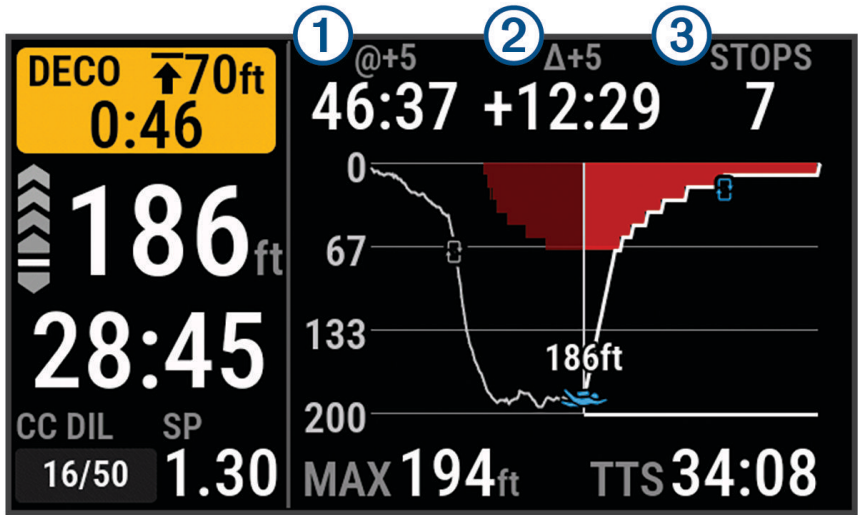 1 2 3
DECO 70ft
0:46
186ft
28:45
CC DIL SP
16/50 1.30
@+5 Δ+5 STOPS
46:37 +12:29 7
0
67
133
186ft
200
MAX 194ft TTS 34:08